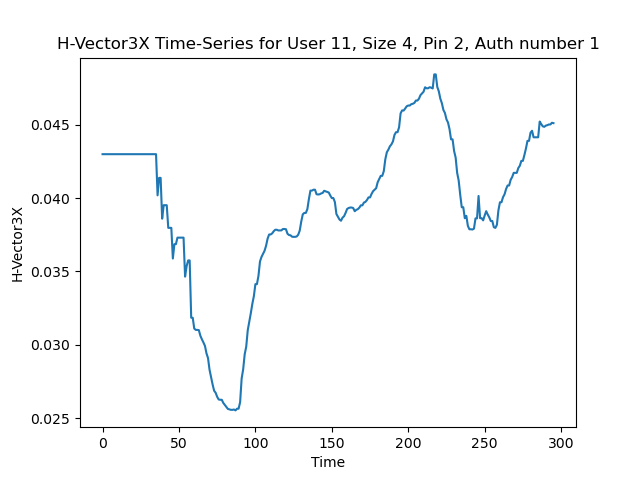 H-Vector3X Time-Series for User 11, Size 4, Pin 2, Auth number 1
H-Vector3X
0.045
0.040
0.035
0.030
0.025
0 50 100 150 200 250 300
Time